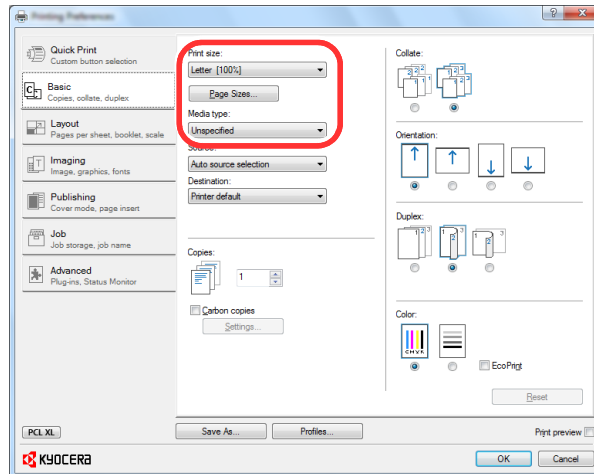 Printing Preferences
Quick Print
Custom button selection
Basic
Copies, collate, duplex
Layout
Pages per sheet, booklet, scale
Imaging
Image, graphics, fonts
Publishing
Cover mode, page insert
Job
Job storage, job name
Advanced
Plug-ins, Status Monitor
Print size:
Letter [100%]
Page Sizes...
Media type:
Unspecified
Source:
Auto source selection
Destination:
Printer default
Copies:
1
Carbon copies
Settings...
Collate:
Orientation:
Duplex:
Color:
CMYK
EcoPrint
Reset
PCL XL
Save As...
Profiles...
Print preview
KYOCERA
OK
Cancel